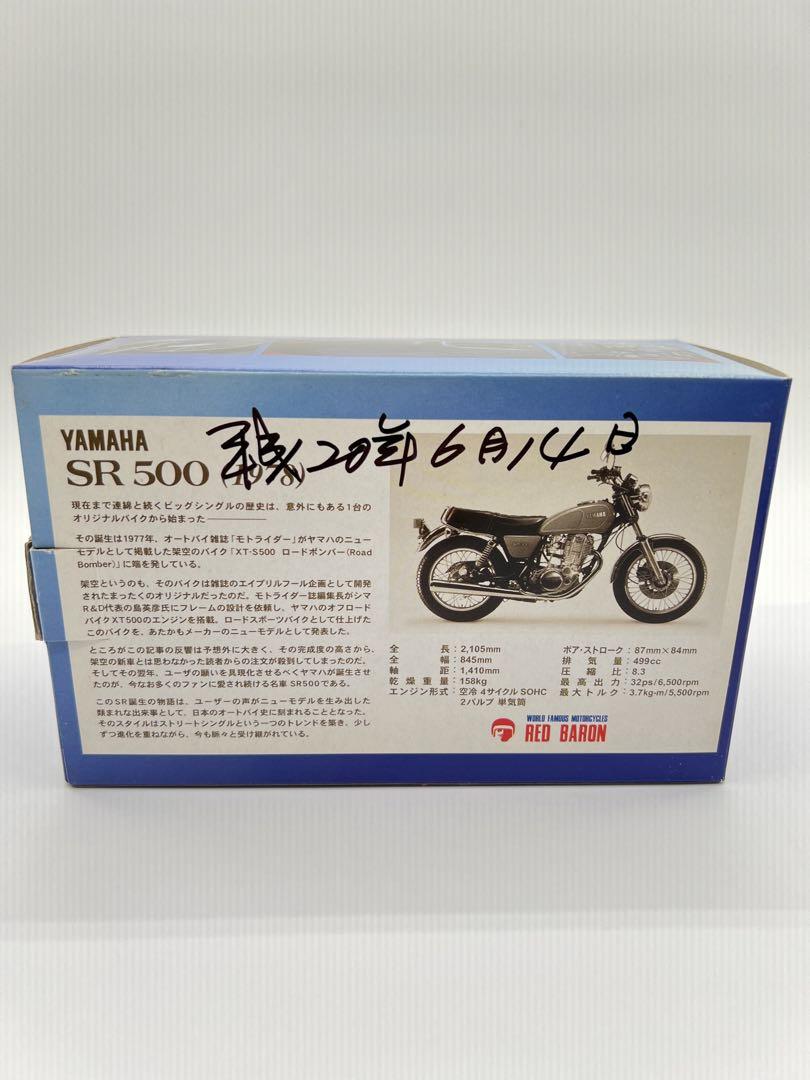 YAMAHA
平成20年6月14日
SR 500 (1978)
現在まで連綿と続くビッグシングルの歴史は、意外にもある1台の
オリジナルバイクから始まった————
その誕生は1977年、オートバイ雑誌「モトライダー」がヤマハのニュー
モデルとして掲載した架空のバイク「XT-S500 ロードボンバー(Road
Bomber)」に端を発している。
架空というのも、そのバイクは雑誌のエイプリルフール企画として開発
されたまったくのオリジナルだったのだ。モトライダー誌編集長がシマ
R&D代表の島英彦氏にフレームの設計を依頼し、ヤマハのオフロード
バイクXT500のエンジンを搭載。ロードスポーツバイクとして仕上げた
このバイクを、あたかもメーカーのニューモデルとして発表した。
ところがこの記事の反響は予想外に大きく、その完成度の高さから、
架空の新車とは思わなかった読者からの注文が殺到してしまったのだ。
そしてその翌年、ユーザの願いを具現化させるべくヤマハが誕生させ
たのが、今なお多くのファンに愛され続ける名車 SR500である。
このSR誕生の物語は、ユーザーの声がニューモデルを生み出した
類まれな出来事として、日本のオートバイ史に刻まれることとなった。
そのスタイルはストリートシングルという一つのトレンドを築き、少し
ずつ進化を重ねながら、今も脈々と受け継がれている。
YAMAHA
全長:2,105mm
全幅:845mm
軸距:1,410mm
乾燥重量:158kg
エンジン形式:空冷 4サイクル SOHC
2バルブ 単気筒
ボア・ストローク:87mm×84mm
排気量:499cc
圧縮比:8.3
最高出力:32ps/6,500rpm
最大トルク:3.7kg-m/5,500rpm
WORLD FAMOUS MOTORCYCLES
RED BARON